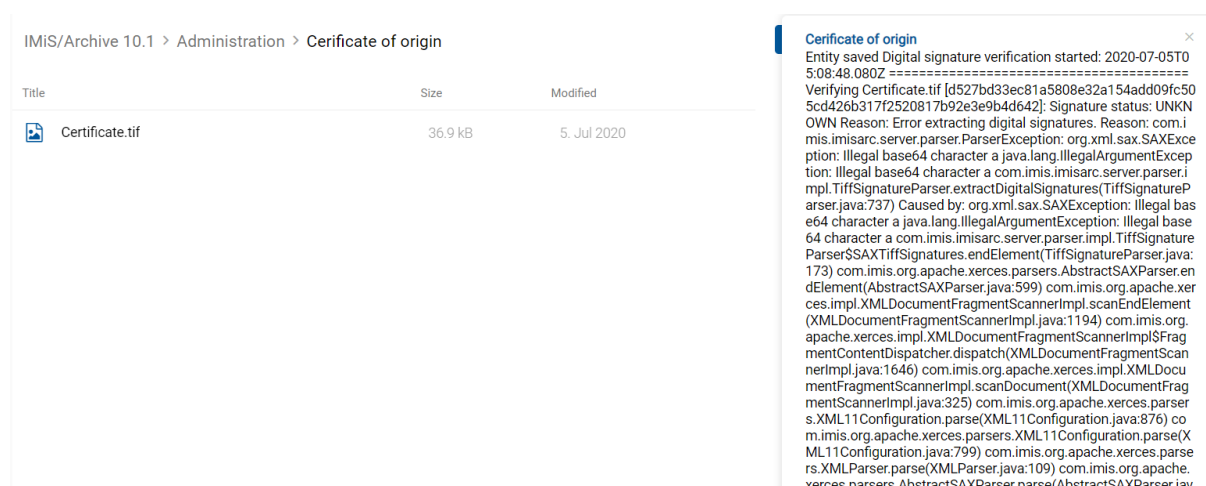 IMiS/Archive 10.1 > Administration > Cerificate of origin
Title Size Modified
Certificate.tif 36.9 kB 5. Jul 2020
Cerificate of origin ×
Entity saved Digital signature verification started: 2020-07-05T0
5:08:48.080Z ========================================
Verifying Certificate.tif [d527bd33ec81a5808e32a154add09fc50
5cd426b317f2520817b92e3e9b4d642]: Signature status: UNKN
OWN Reason: Error extracting digital signatures. Reason: com.i
mis.imisarc.server.parser.ParserException: org.xml.sax.SAXExce
ption: Illegal base64 character a java.lang.IllegalArgumentExcep
tion: Illegal base64 character a com.imis.imisarc.server.parser.i
mpl.TiffSignatureParser.extractDigitalSignatures(TiffSignatureP
arser.java:737) Caused by: org.xml.sax.SAXException: Illegal bas
e64 character a java.lang.IllegalArgumentException: Illegal base
64 character a com.imis.imisarc.server.parser.impl.TiffSignature
Parser$SAXTiffSignatures.endElement(TiffSignatureParser.java:
173) com.imis.org.apache.xerces.parsers.AbstractSAXParser.en
dElement(AbstractSAXParser.java:599) com.imis.org.apache.xer
ces.impl.XMLDocumentFragmentScannerImpl.scanEndElement
(XMLDocumentFragmentScannerImpl.java:1194) com.imis.org.
apache.xerces.impl.XMLDocumentFragmentScannerImpl$Frag
mentContentDispatcher.dispatch(XMLDocumentFragmentScan
nerImpl.java:1646) com.imis.org.apache.xerces.impl.XMLDocu
mentFragmentScannerImpl.scanDocument(XMLDocumentFrag
mentScannerImpl.java:325) com.imis.org.apache.xerces.parser
s.XML11Configuration.parse(XML11Configuration.java:876) co
m.imis.org.apache.xerces.parsers.XML11Configuration.parse(X
ML11Configuration.java:799) com.imis.org.apache.xerces.parse
rs.XMLParser.parse(XMLParser.java:109) com.imis.org.apache.
xerces.parsers.AbstractSAXParser.parse(AbstractSAXParser.jav